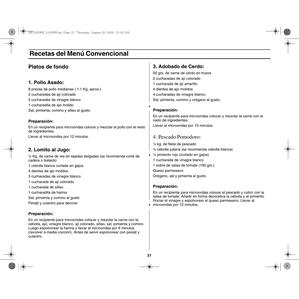 Recetas del Menú Convencional
Platos de fondo
1. Pollo Asado:
8 presas de pollo medianas ( 1.1 Kg. aprox.)
2 cucharadas de ají colorado
5 cucharadas de vinagre blanco
1 cucharadita de ajo molido
Sal, pimienta, comino y sillao al gusto.
Preparación:
En un recipiente para microondas colocar y mezclar el pollo con el resto
de ingredientes.
Llevar al microondas por 12 minutos.
2. Lomito al Jugo:
½ Kg. de carne de res en tajadas delgadas (se recomienda corte de
cadera o bistecs)
1 cebolla blanca cortada en gajos
4 dientes de ajo molidos
3 cucharadas de vinagre blanco
1 cucharada de ají colorado
1 cucharada de sillao
1 cucharadita de harina
Sal, pimienta y comino al gusto
Perejil y culantro para decorar
Preparación:
En un recipiente para microondas colocar y mezclar la carne con la
cebolla, ajo, vinagre blanco, ají colorado, sillao, sal, pimienta y comino.
Luego espolvorear la harina y llevar al microondas por 6 minutos
(revolver a media cocción). Antes de servir espolvorear con perejil y
culantro.
3. Adobado de Cerdo:
50 grs. de carne de cerdo en trozos
2 cucharadas de ají colorado
1 cucharada de ají amarillo
4 dientes de ajo molidos
4 cucharadas de vinagre blanco
Sal, pimienta, comino y orégano al gusto.
Preparación:
En un recipiente para microondas colocar y mezclar la carne con el
resto de ingredientes.
Llevar al microondas por 15 minutos.
4. Pescado Pomodoro:
½ kg. de filete de pescado
½ cebolla juliana (se recomienda cebolla blanca)
½ pimiento rojo (cortado en gajos)
1 cucharada de vinagre blanco
1 sobre de salsa de tomate (190 gr.)
Queso parmesano
Orégano, sal y pimienta al gusto.
Preparación:
En un recipiente para microondas colocar el pescado y cubrir con la
salsa de tomate. Añadir en forma decorativa la cebolla y el pimiento.
Rociar el vinagre y espolvorear el queso parmesano. Llevar al
microondas por 12 minutos.
21